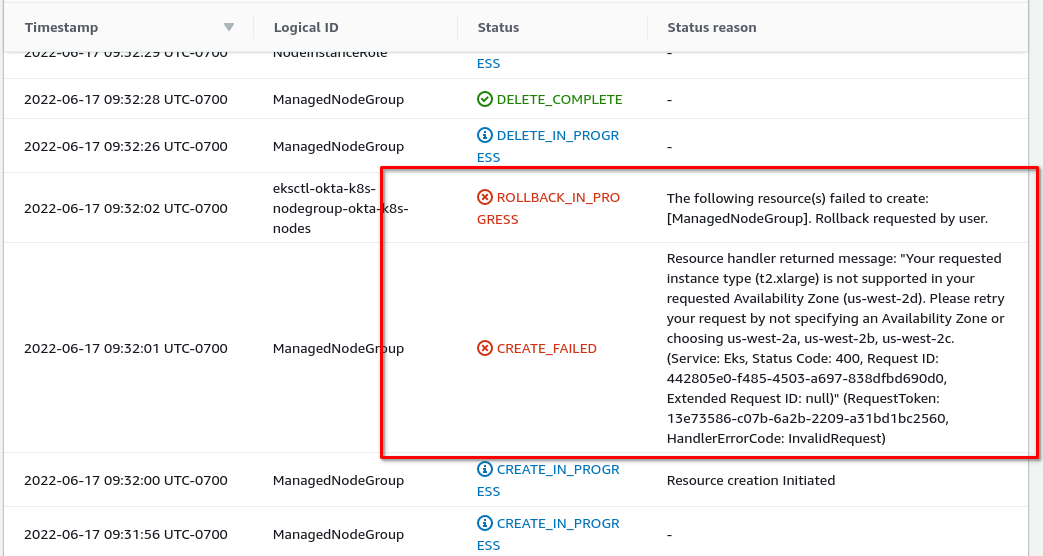 Timestamp Logical ID Status Status reason
2022-06-17 09:32:29 UTC-0700 NodeInstanceRole -
ESS
2022-06-17 09:32:28 UTC-0700 ManagedNodeGroup DELETE_COMPLETE -
2022-06-17 09:32:26 UTC-0700 ManagedNodeGroup DELETE_IN_PROGR -
ESS
eksctl-okta-k8s-
nodegroup-okta-k8s-
nodes
2022-06-17 09:32:02 UTC-0700
ROLLBACK_IN_PRO
GRESS
The following resource(s) failed to create:
[ManagedNodeGroup]. Rollback requested by user.
2022-06-17 09:32:01 UTC-0700 ManagedNodeGroup CREATE_FAILED
Resource handler returned message: "Your requested
instance type (t2.xlarge) is not supported in your
requested Availability Zone (us-west-2d). Please retry
your request by not specifying an Availability Zone or
choosing us-west-2a, us-west-2b, us-west-2c.
(Service: Eks, Status Code: 400, Request ID:
442805e0-f485-4503-a697-838dfbd690d0,
Extended Request ID: null)" (RequestToken:
13e73586-c07b-6a2b-2209-a31bd1bc2560,
HandlerErrorCode: InvalidRequest)
2022-06-17 09:32:00 UTC-0700 ManagedNodeGroup CREATE_IN_PROGR
ESS
Resource creation Initiated
2022-06-17 09:31:56 UTC-0700 ManagedNodeGroup CREATE_IN_PROGR
ESS
-